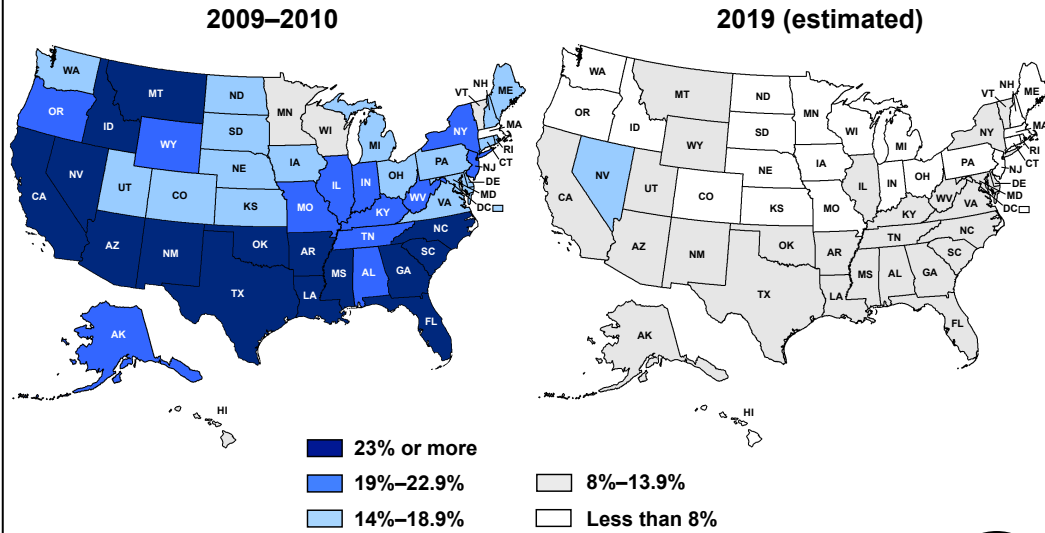 2009–2010
WA
OR
MT
ID
WY
NV
CA
UT
CO
AZ
NM
ND
SD
NE
KS
OK
TX
MN
WI
IA
MO
AR
LA
MI
IL
IN
OH
KY
TN
MS
AL
GA
FL
SC
NC
VA
WV
PA
NY
VT
NH
ME
MA
RI
CT
NJ
DE
MD
DC
AK
HI
2019 (estimated)
WA
OR
MT
ID
WY
NV
CA
UT
CO
AZ
NM
ND
SD
NE
KS
OK
TX
MN
WI
IA
MO
AR
LA
MI
IL
IN
OH
KY
TN
MS
AL
GA
FL
SC
NC
VA
WV
PA
NY
VT
NH
ME
MA
RI
CT
NJ
DE
MD
DC
AK
HI
23% or more
19%–22.9%
14%–18.9%
8%–13.9%
Less than 8%